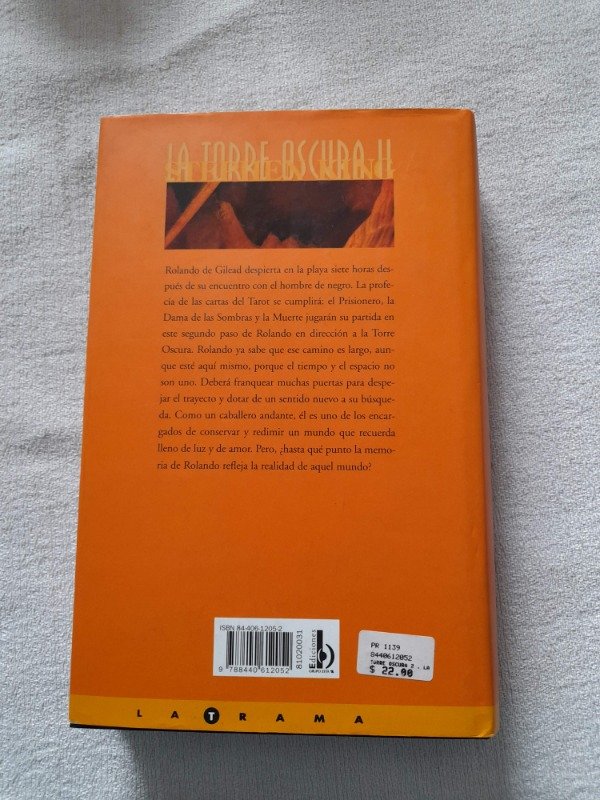 LA TORRE OSCURA II
STEPHEN KING
Rolando de Gilead despierta en la playa siete horas des-
pués de su encuentro con el hombre de negro. La profe-
cía de las cartas del Tarot se cumplirá: el Prisionero, la
Dama de las Sombras y la Muerte jugarán su partida en
este segundo paso de Rolando en dirección a la Torre
Oscura. Rolando ya sabe que ese camino es largo, aun-
que esté aquí mismo, porque el tiempo y el espacio no
son uno. Deberá franquear muchas puertas para despe-
jar el trayecto y dotar de un sentido nuevo a su búsque-
da. Como un caballero andante, él es uno de los encar-
gados de conservar y redimir un mundo que recuerda
lleno de luz y de amor. Pero, ¿hasta qué punto la memo-
ria de Rolando refleja la realidad de aquel mundo?
ISBN 84-406-1205-2
9 788440 612052
81020031
Ediciones
GRUPO ZETA
PR 1139
8440612052
TORRE OSCURA 2 . LA
$ 22.00
LA TRAMA